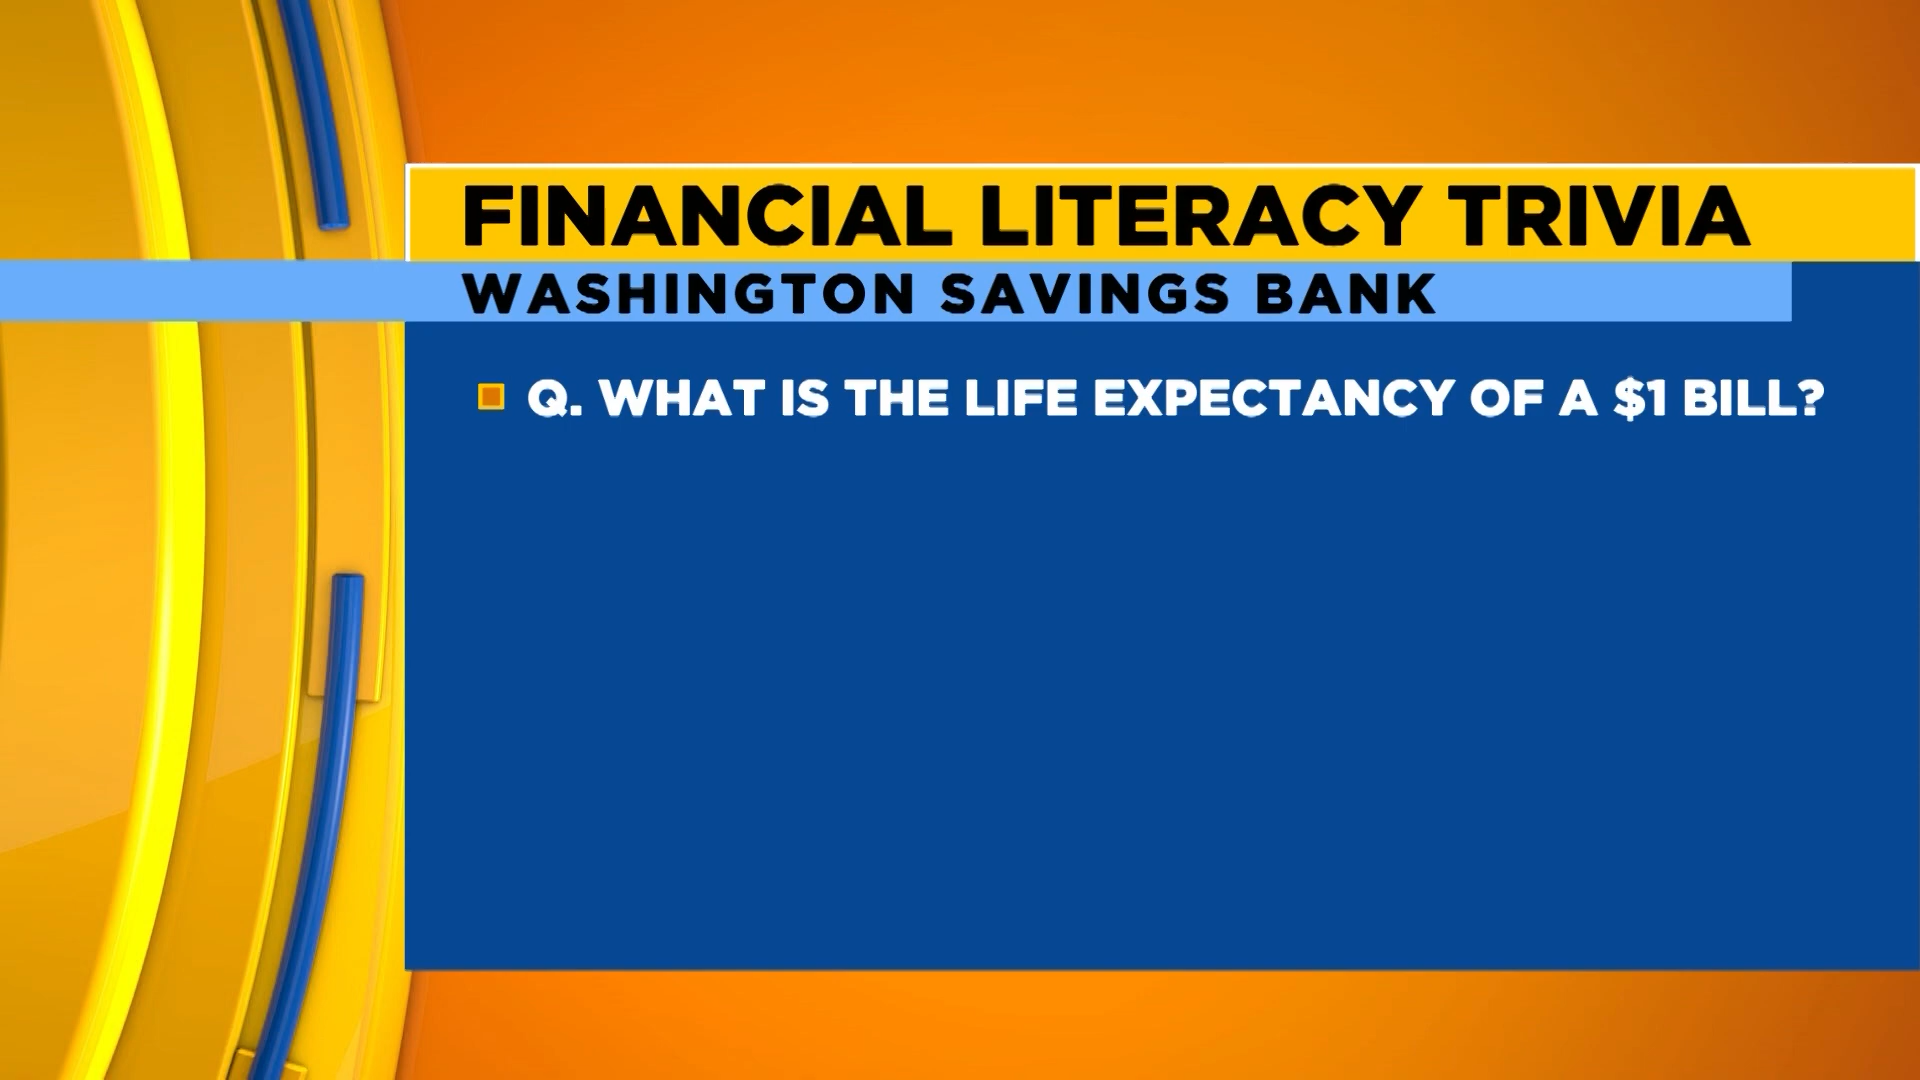 FINANCIAL LITERACY TRIVIA
WASHINGTON SAVINGS BANK
Q. WHAT IS THE LIFE EXPECTANCY OF A $1 BILL?